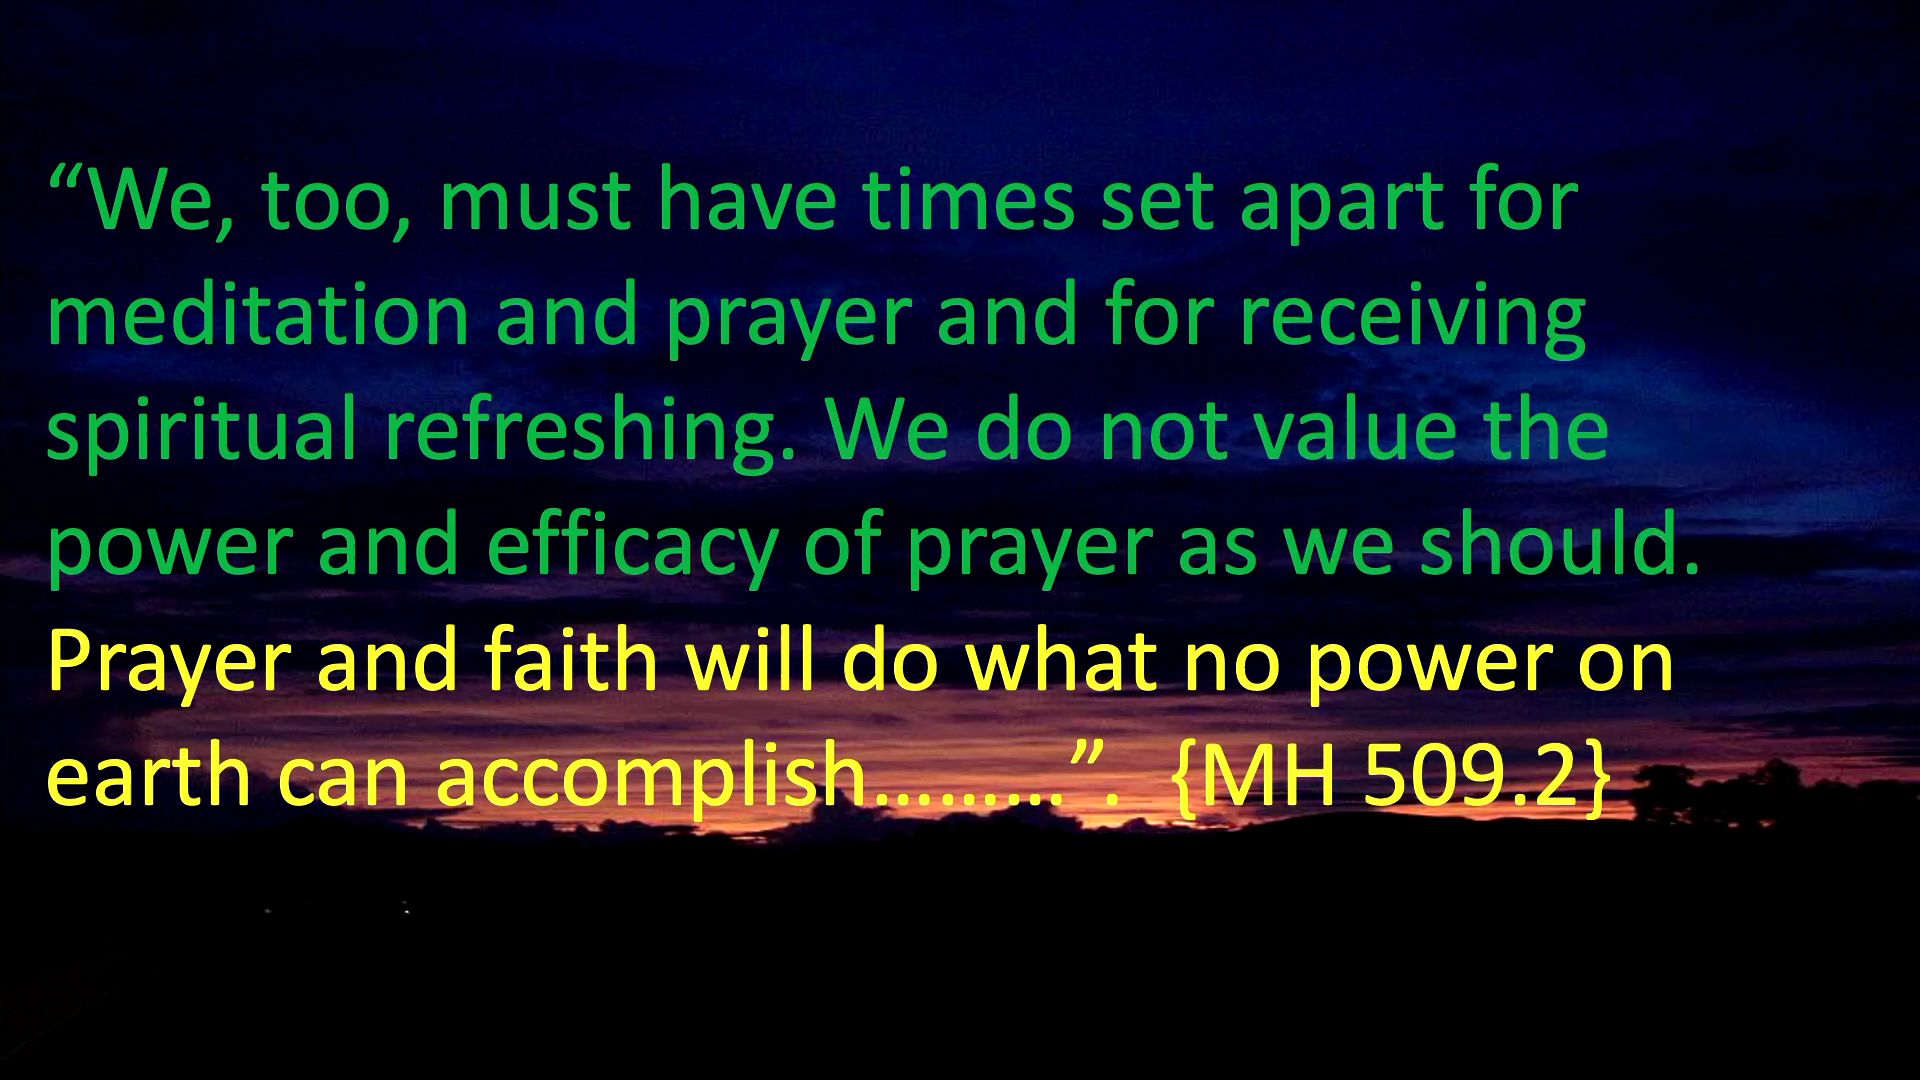 “We, too, must have times set apart for
meditation and prayer and for receiving
spiritual refreshing. We do not value the
power and efficacy of prayer as we should.
Prayer and faith will do what no power on
earth can accomplish………”.  {MH 509.2}